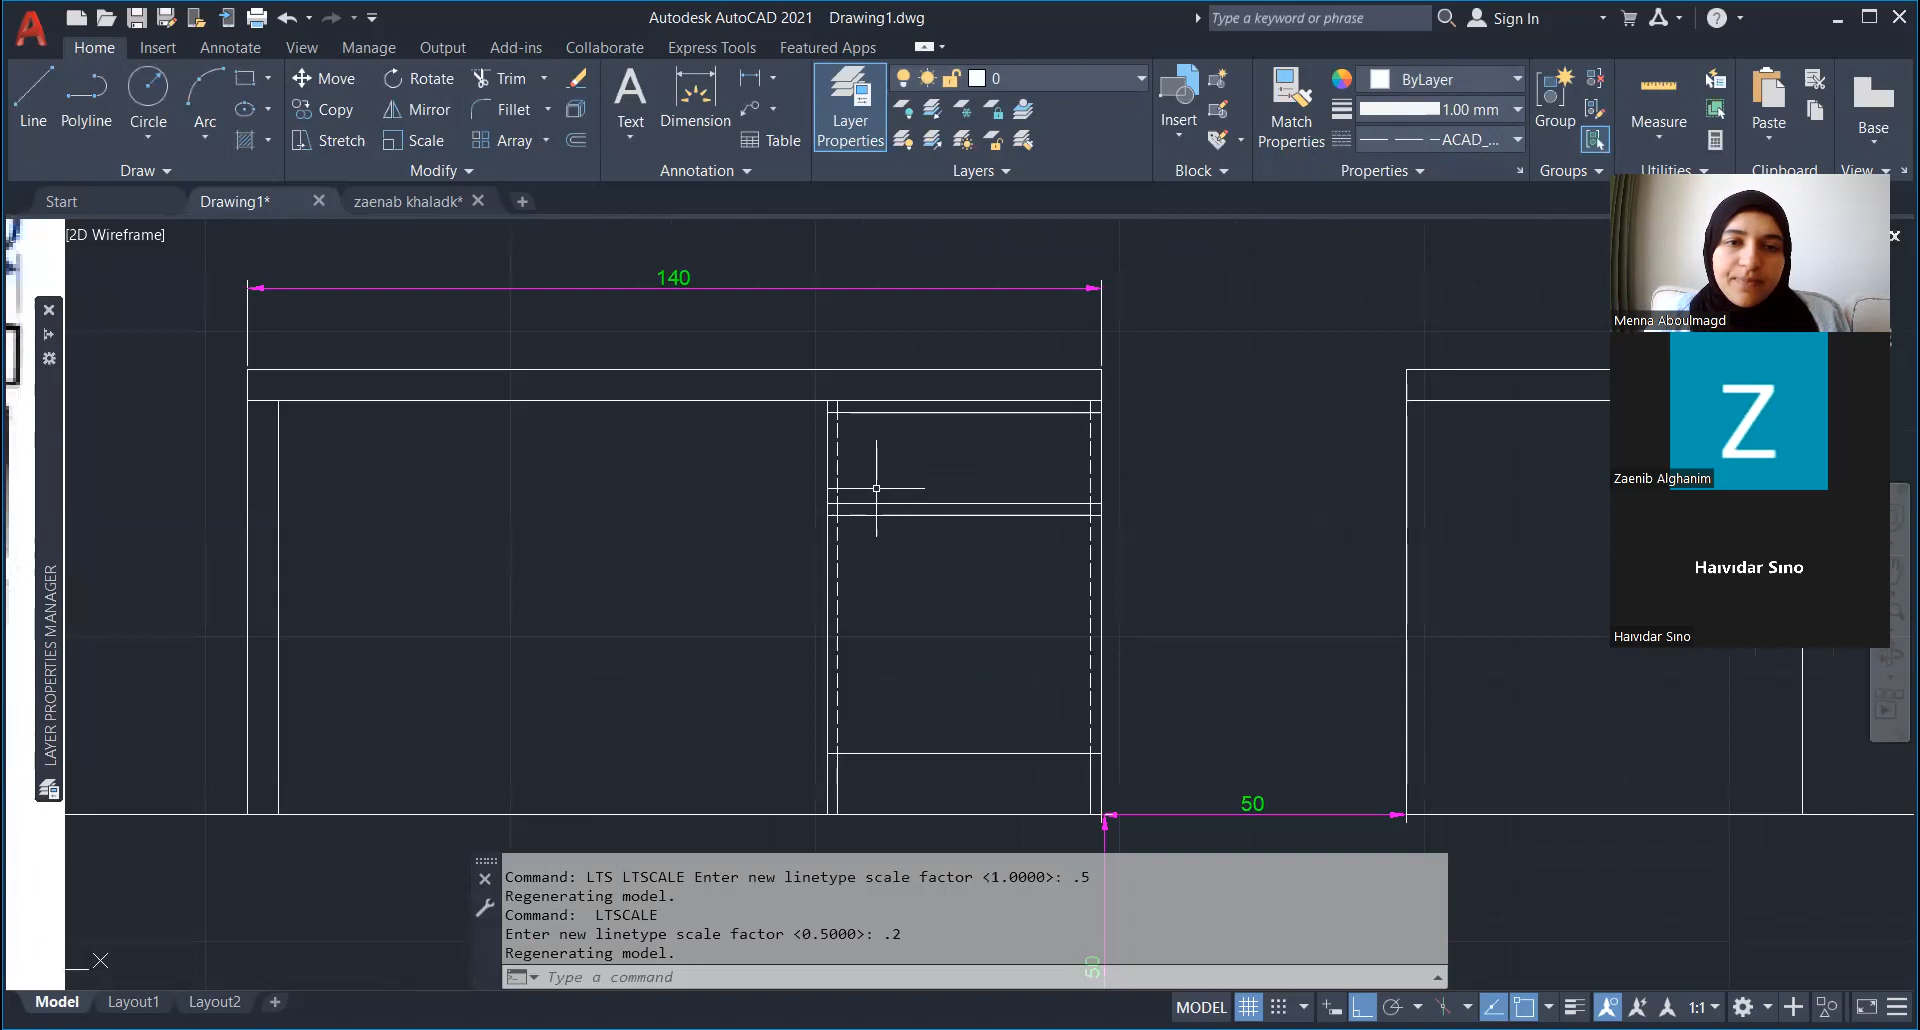 Autodesk AutoCAD 2021 Drawing1.dwg
Type a keyword or phrase
Sign In
Home Insert Annotate View Manage Output Add-ins Collaborate Express Tools Featured Apps
Line Polyline Circle Arc
Move Rotate Trim
Copy Mirror Fillet
Stretch Scale Array
Text Dimension Table
Layer Properties
0
Insert
Match Properties
ByLayer
1.00 mm
ACAD_...
Group
Measure
Paste
Base
Draw Modify Annotation Layers Block Properties Groups Utilities Clipboard View
Start Drawing1* zaenab khaladk*
[2D Wireframe]
140
LAYER PROPERTIES MANAGER
Menna Aboulmagd
Z
Zaenib Alghanim
Haıvıdar Sıno
Haıvıdar Sıno
50
50
Command: LTS LTSCALE Enter new linetype scale factor <1.0000>: .5
Regenerating model.
Command: LTSCALE
Enter new linetype scale factor <0.5000>: .2
Regenerating model.
Type a command
X
Model Layout1 Layout2
MODEL 1:1